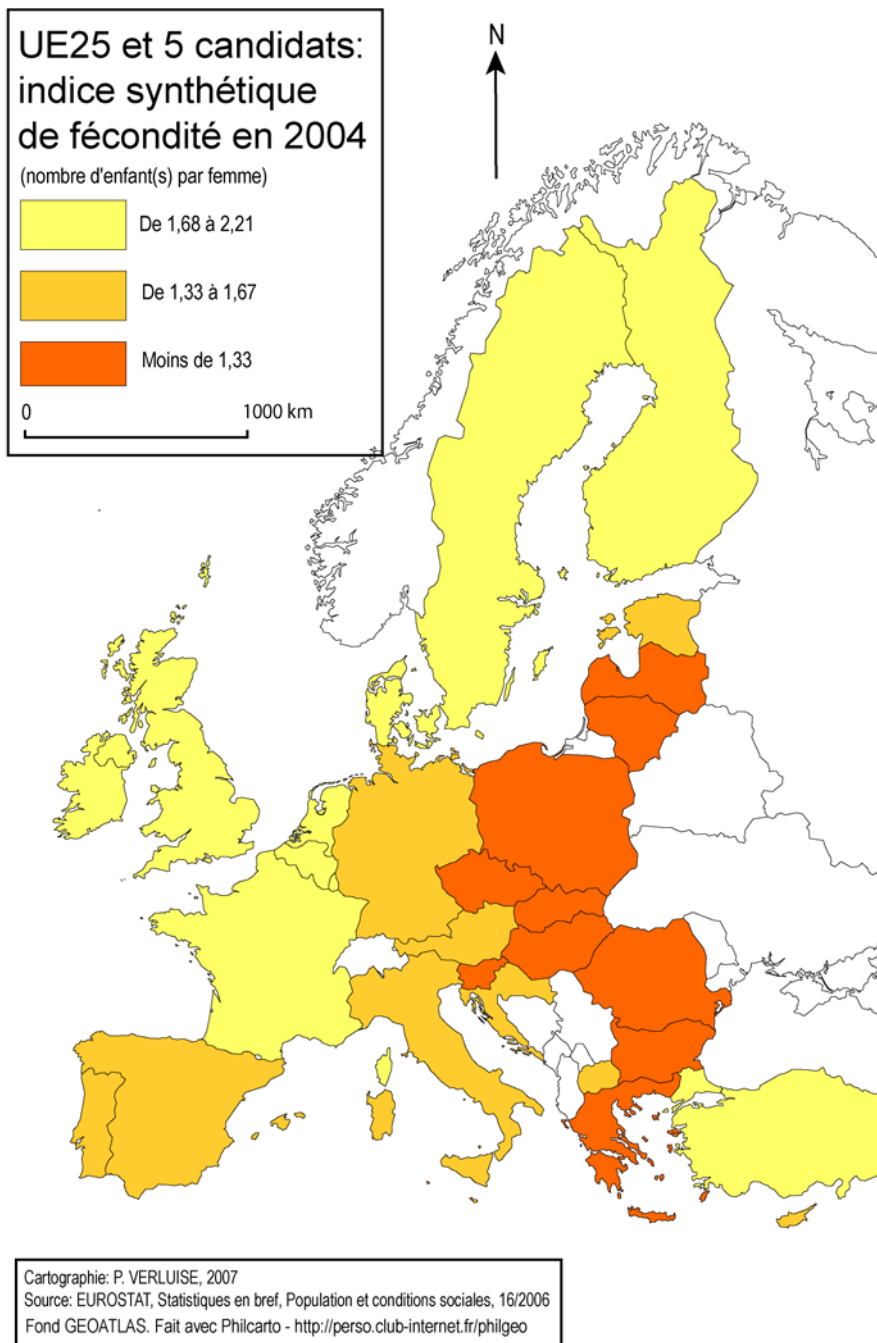 UE25 et 5 candidats:
indice synthétique
de fécondité en 2004
(nombre d'enfant(s) par femme)
De 1,68 à 2,21
De 1,33 à 1,67
Moins de 1,33
0 1000 km
N
Cartographie: P. VERLUISE, 2007
Source: EUROSTAT, Statistiques en bref, Population et conditions sociales, 16/2006
Fond GEOATLAS. Fait avec Philcarto - http://perso.club-internet.fr/philgeo